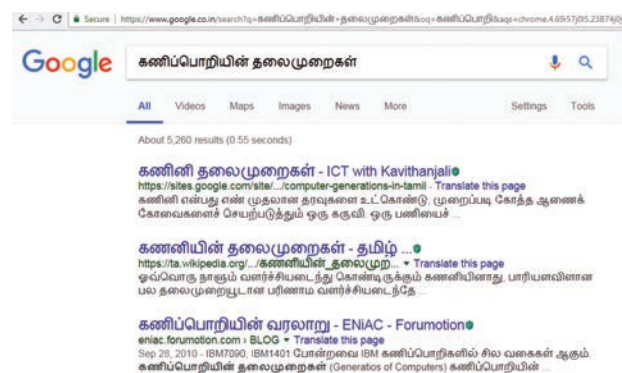 Secure https://www.google.co.in/search?q=கணிப்பொறியின்+தலைமுறைகள்&oq=கணிப்பொறி&aqs=chrome.4.69i57j0l5.23874j0j
Google கணிப்பொறியின் தலைமுறைகள்
All Videos Maps Images News More Settings Tools
About 5,260 results (0.55 seconds)
கணினி தலைமுறைகள் - ICT with Kavithanjali
https://sites.google.com/site/.../computer-generations-in-tamil - Translate this page
கணினி என்பது எண் முதலான தரவுகளை உட்கொண்டு, முறைப்படி கோத்த ஆணைக்
கோவைகளைச் செயற்படுத்தும் ஒரு கருவி. ஒரு பணியைச் ...
கணனியின் தலைமுறைகள் - தமிழ் ...
https://ta.wikipedia.org/.../கணனியின்_தலைமுற... Translate this page
ஒவ்வொரு நாளும் வளர்ச்சியடைந்து கொண்டிருக்கும் கணனியினாது, பாரியளவிலான
பல தலைமுறையூடான பரிணாம வளர்ச்சியடைந்தே ...
கணிப்பொறியின் வரலாறு - ENiAC - Forumotion
eniac.forumotion.com › BLOG Translate this page
Sep 28, 2010 - IBM7090, IBM1401 போன்றவை IBM கணிப்பொறிகளில் சில வகைகள் ஆகும்.
கணிப்பொறியின் தலைமுறைகள் (Generatios of Computers) கணிப்பொறியின் ...